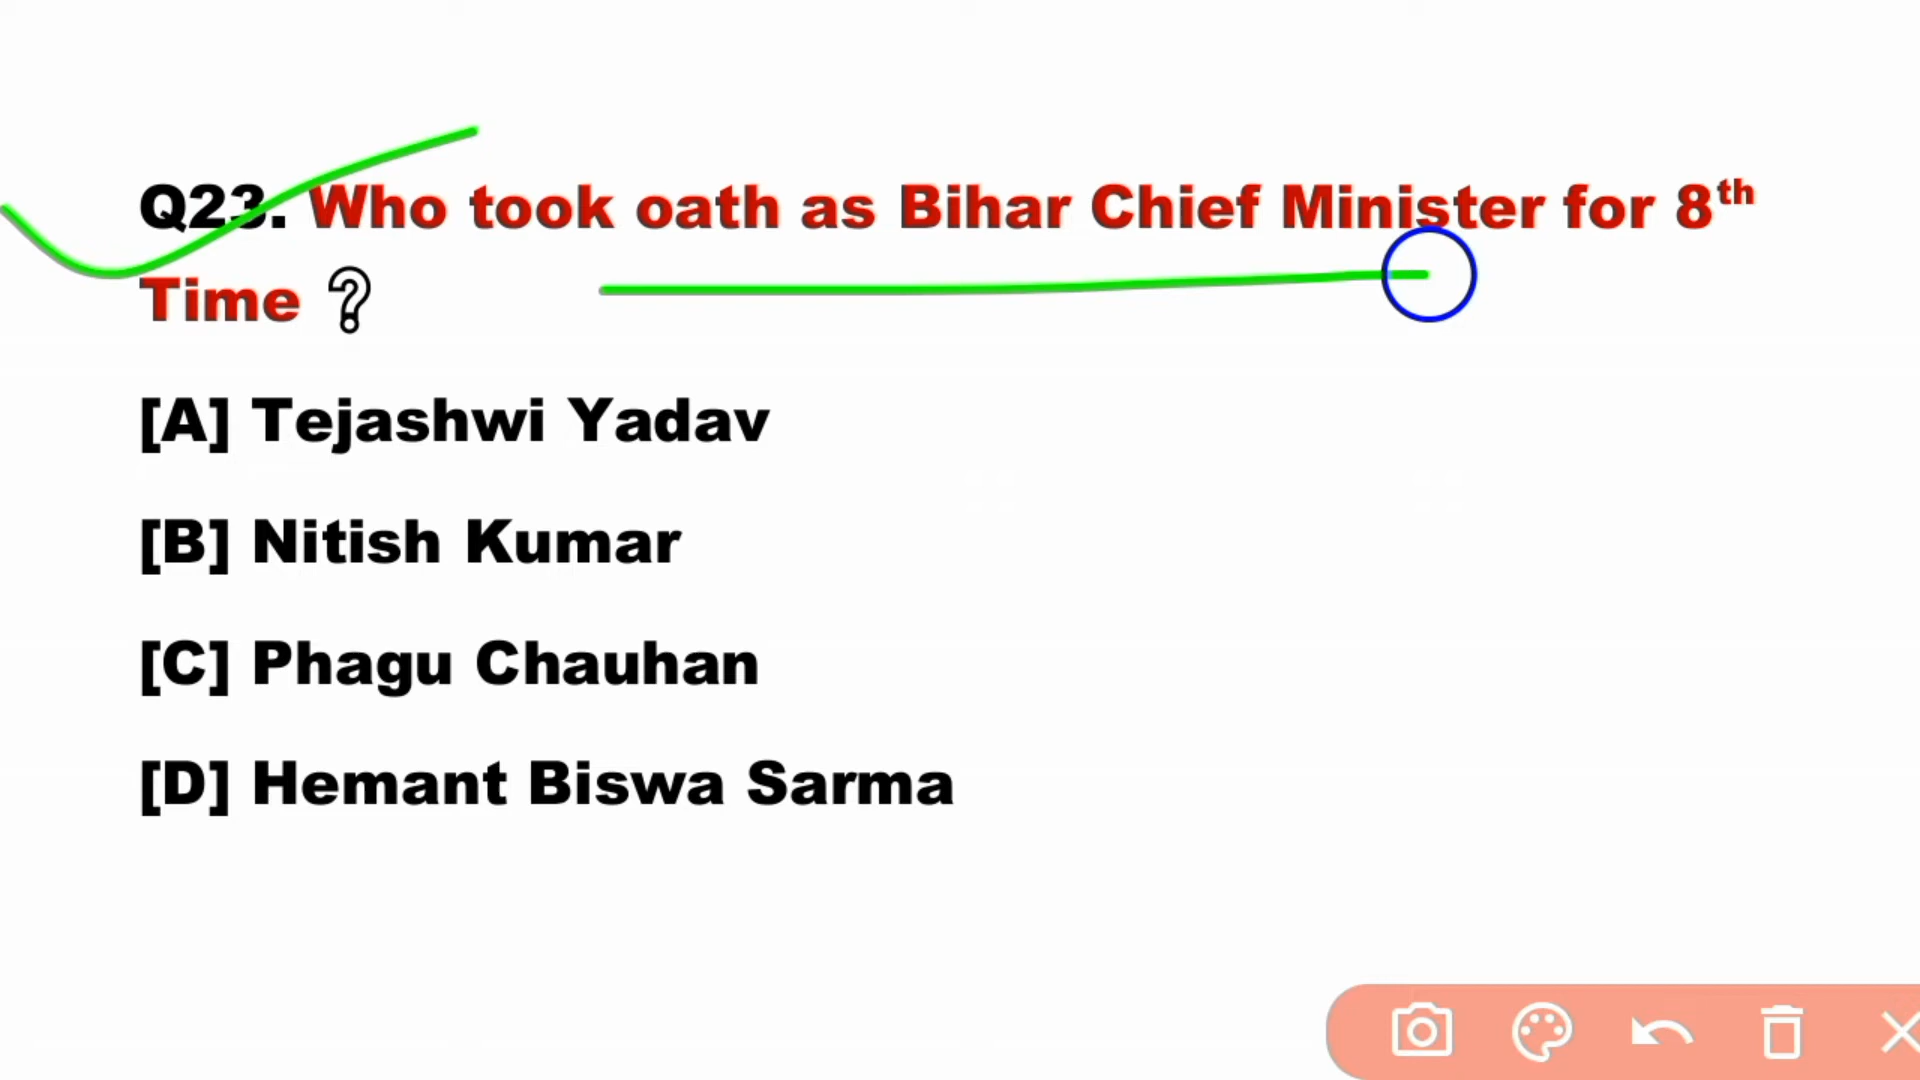 Q23. Who took oath as Bihar Chief Minister for 8th
Time ?
[A] Tejashwi Yadav
[B] Nitish Kumar
[C] Phagu Chauhan
[D] Hemant Biswa Sarma